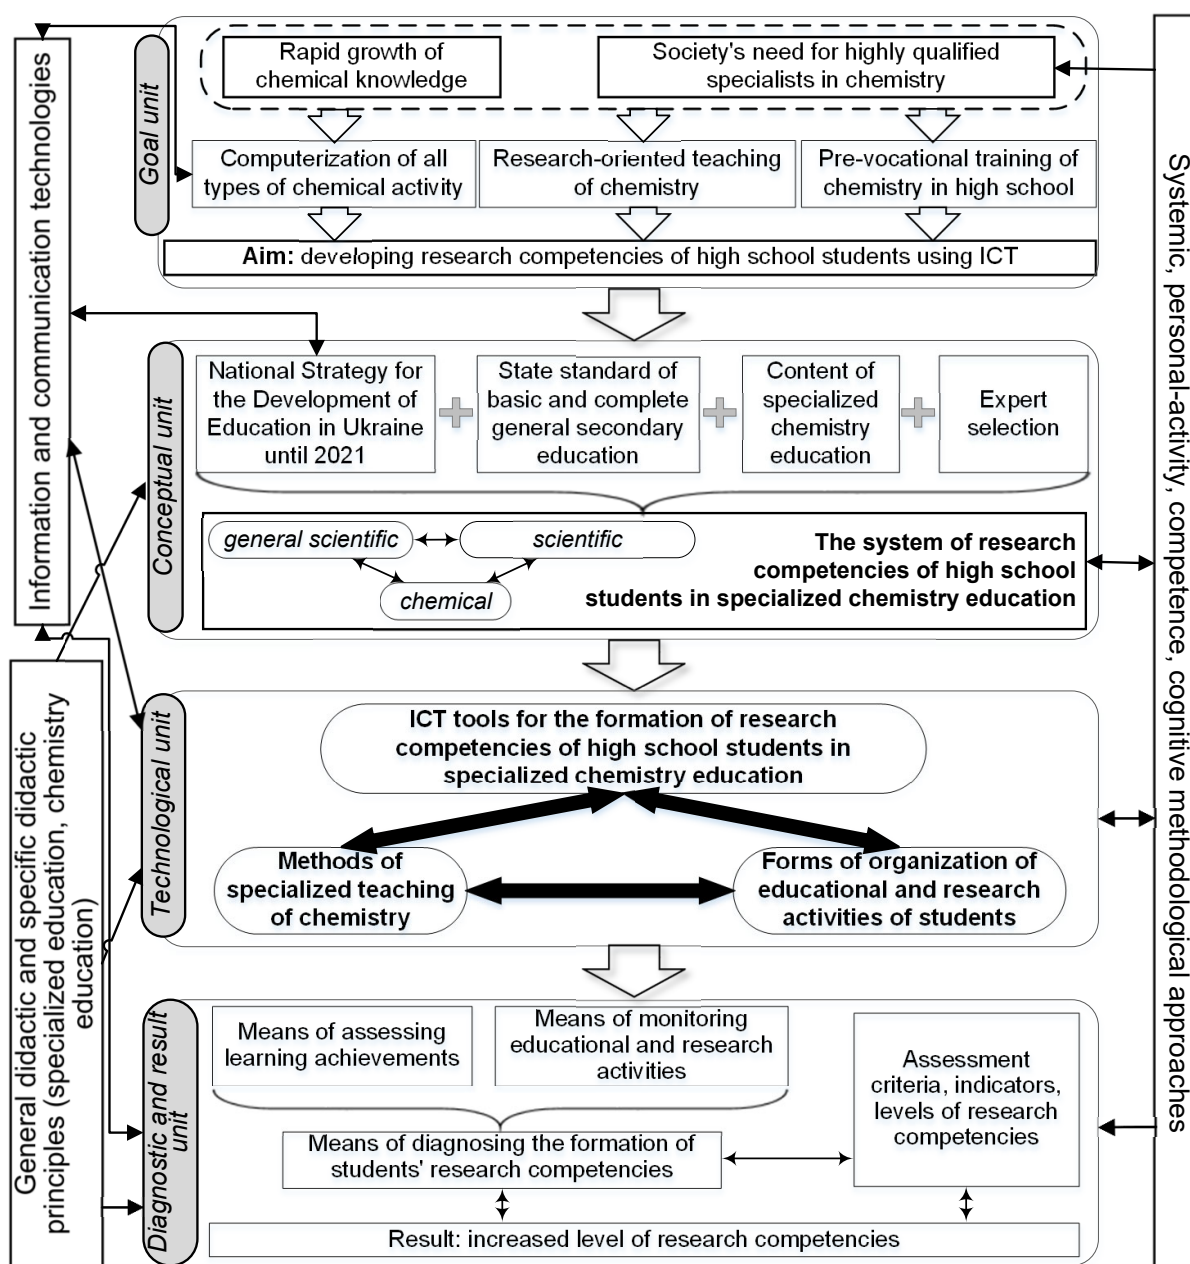 Information and communication technologies
General didactic and specific didactic
principles (specialized education, chemistry
education)
Goal unit
Rapid growth of
chemical knowledge
Society's need for highly qualified
specialists in chemistry
Computerization of all
types of chemical activity
Research-oriented teaching
of chemistry
Pre-vocational training of
chemistry in high school
Aim: developing research competencies of high school students using ICT
Conceptual unit
National Strategy for
the Development of
Education in Ukraine
until 2021
State standard of
basic and complete
general secondary
education
Content of
specialized
chemistry
education
Expert
selection
general scientific
scientific
chemical
The system of research
competencies of high school
students in specialized chemistry education
Technological unit
ICT tools for the formation of research
competencies of high school students in
specialized chemistry education
Methods of
specialized teaching
of chemistry
Forms of organization of
educational and research
activities of students
Diagnostic and result
unit
Means of assessing
learning achievements
Means of monitoring
educational and research
activities
Assessment
criteria, indicators,
levels of research
competencies
Means of diagnosing the formation of
students' research competencies
Result: increased level of research competencies
Systemic, personal-activity, competence, cognitive methodological approaches